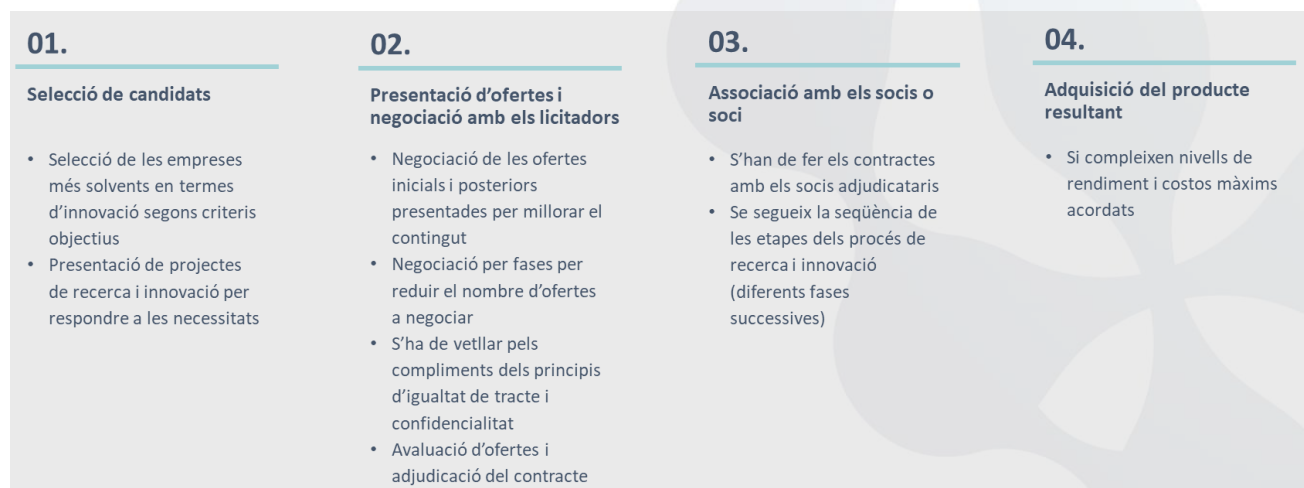 01.
Selecció de candidats
• Selecció de les empreses
més solvents en termes
d'innovació segons criteris
objectius
• Presentació de projectes
de recerca i innovació per
respondre a les necessitats
02.
Presentació d'ofertes i
negociació amb els licitadors
• Negociació de les ofertes
inicials i posteriors
presentades per millorar el
contingut
• Negociació per fases per
reduir el nombre d'ofertes
a negociar
• S'ha de vetllar pels
compliments dels principis
d'igualtat de tracte i
confidencialitat
• Avaluació d'ofertes i
adjudicació del contracte
03.
Associació amb els socis o
soci
• S'han de fer els contractes
amb els socis adjudicataris
• Se segueix la seqüència de
les etapes dels procés de
recerca i innovació
(diferents fases
successives)
04.
Adquisició del producte
resultant
• Si compleixen nivells de
rendiment i costos màxims
acordats